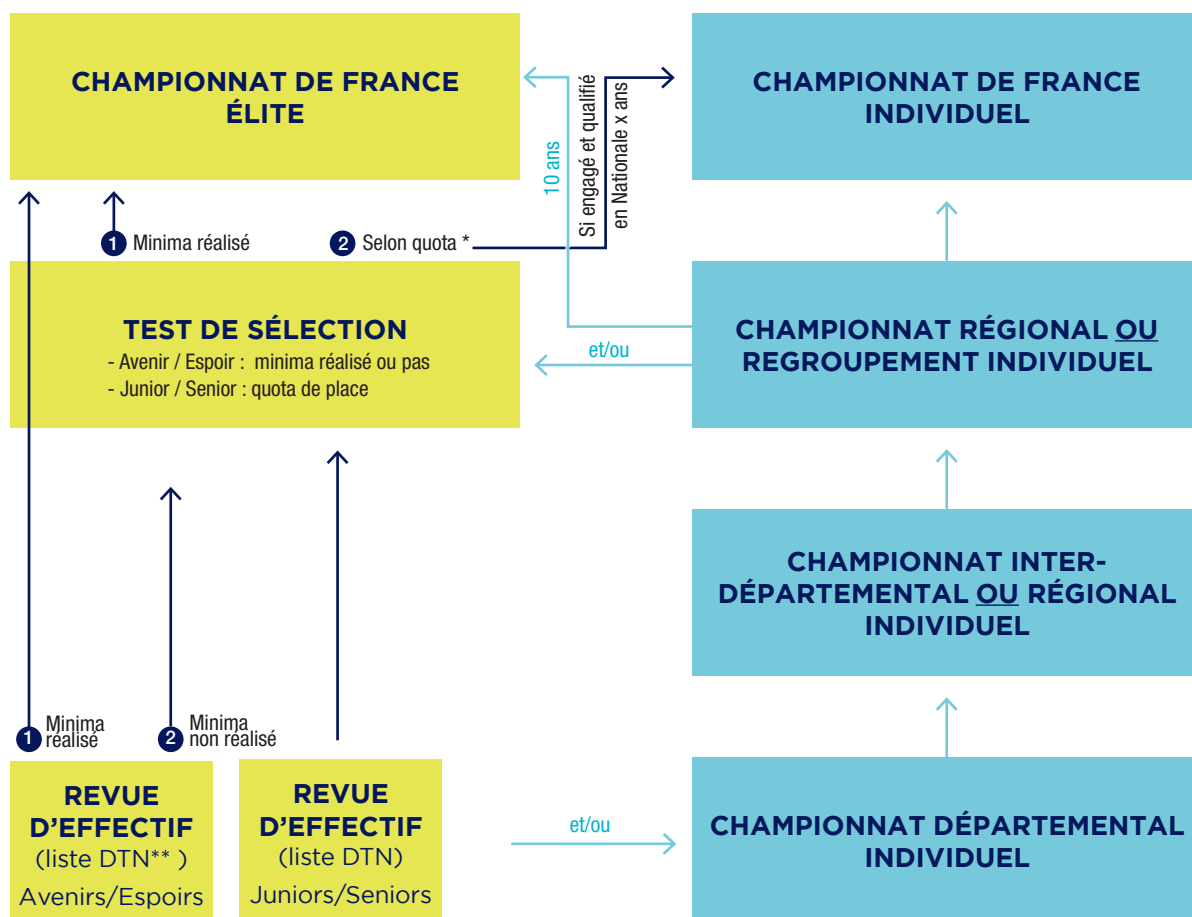 CHAMPIONNAT DE FRANCE
ÉLITE
10 ans
Si engagé et qualifié
en Nationale x ans
CHAMPIONNAT DE FRANCE
INDIVIDUEL
1 Minima réalisé
2 Selon quota *
TEST DE SÉLECTION
- Avenir / Espoir : minima réalisé ou pas
- Junior / Senior : quota de place
et/ou
CHAMPIONNAT RÉGIONAL OU
REGROUPEMENT INDIVIDUEL
CHAMPIONNAT INTER-
DÉPARTEMENTAL OU RÉGIONAL
INDIVIDUEL
1 Minima
réalisé
2 Minima
non réalisé
REVUE
D'EFFECTIF
(liste DTN** )
Avenirs/Espoirs
REVUE
D'EFFECTIF
(liste DTN)
Juniors/Seniors
et/ou
CHAMPIONNAT DÉPARTEMENTAL
INDIVIDUEL